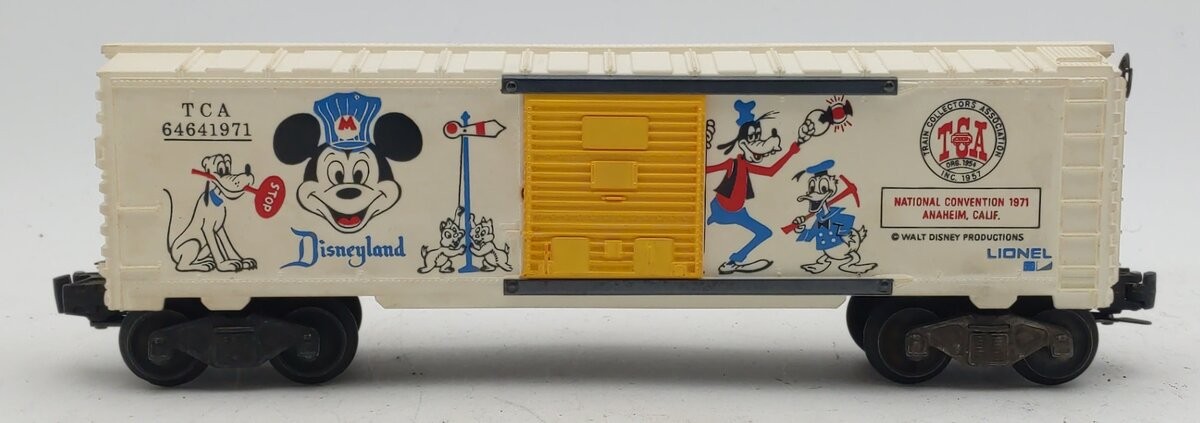 TCA
64641971
M
STOP
Disneyland
TRAIN COLLECTORS ASSOCIATION
TCA
ORG. 1954
INC. 1957
NATIONAL CONVENTION 1971
ANAHEIM, CALIF.
© WALT DISNEY PRODUCTIONS
LIONEL